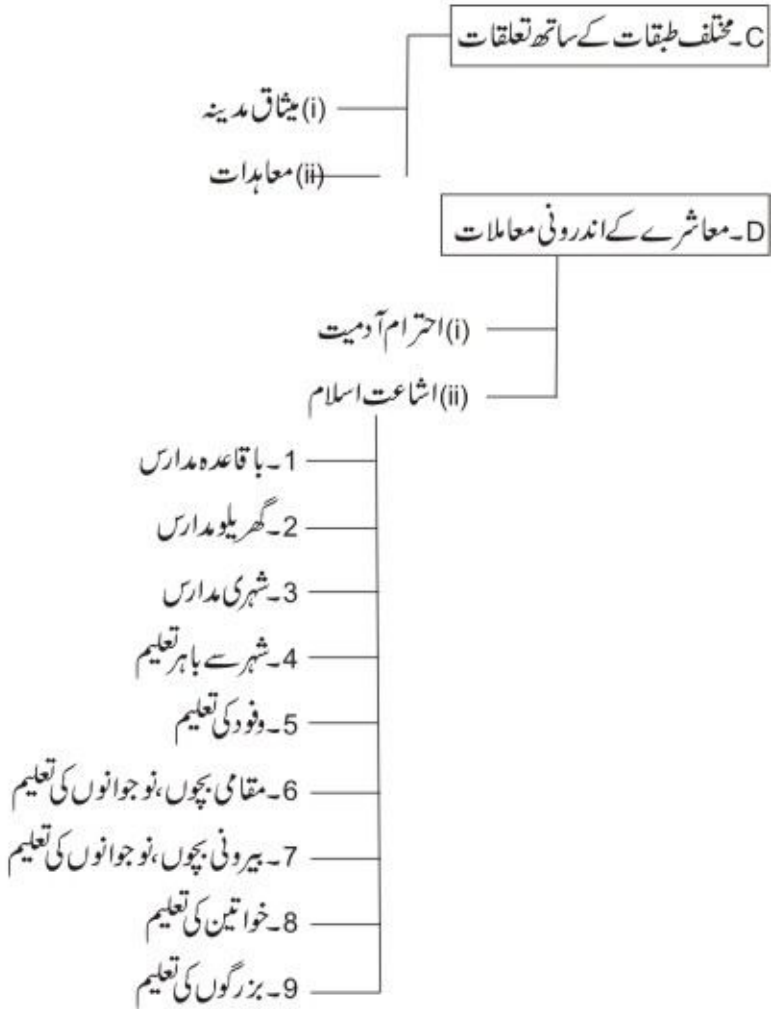 C۔مختلف طبقات کے ساتھ تعلقات
(i) میثاق مدینہ
(ii) معاہدات
D۔معاشرے کے اندرونی معاملات
(i) احترام آدمیت
(ii) اشاعت اسلام
1۔باقاعدہ مدارس
2۔گھریلو مدارس
3۔شہری مدارس
4۔شہر سے باہر تعلیم
5۔وفود کی تعلیم
6۔مقامی بچوں،نوجوانوں کی تعلیم
7۔بیرونی بچوں،نوجوانوں کی تعلیم
8۔خواتین کی تعلیم
9۔بزرگوں کی تعلیم